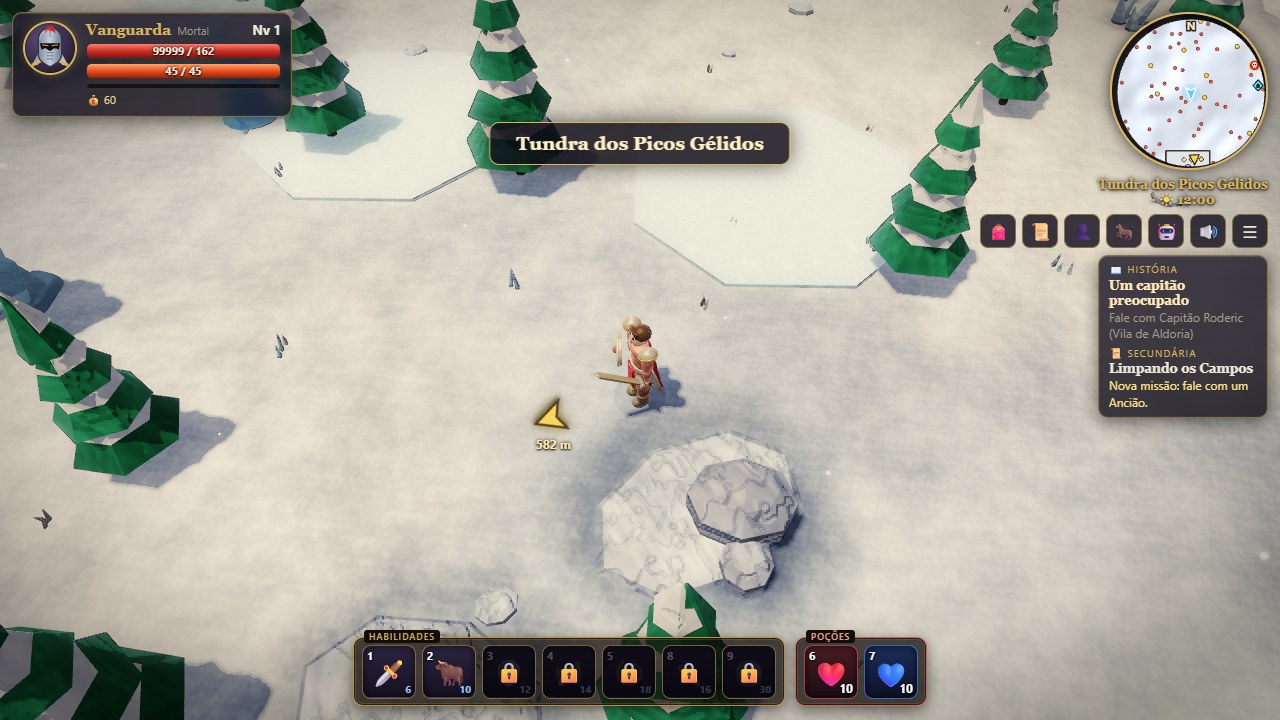 Vanguarda Mortal Nv 1
99999 / 162
45 / 45
60
Tundra dos Picos Gélidos
N
Tundra dos Picos Gélidos
12:00
HISTÓRIA
Um capitão
preocupado
Fale com Capitão Roderic
(Vila de Aldoria)
SECUNDÁRIA
Limpando os Campos
Nova missão: fale com um
Ancião.
582 m
HABILIDADES
1 6
2 10
3 12
4 14
5 18
8 16
9 30
POÇÕES
6 10
7 10